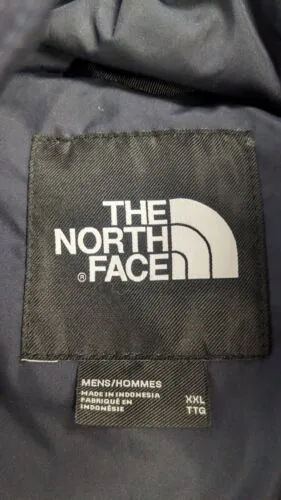 THE
NORTH
® FACE
MENS/HOMMES
MADE IN INDONESIA
FABRIQUÉ EN
INDONÉSIE
XXL
TTG